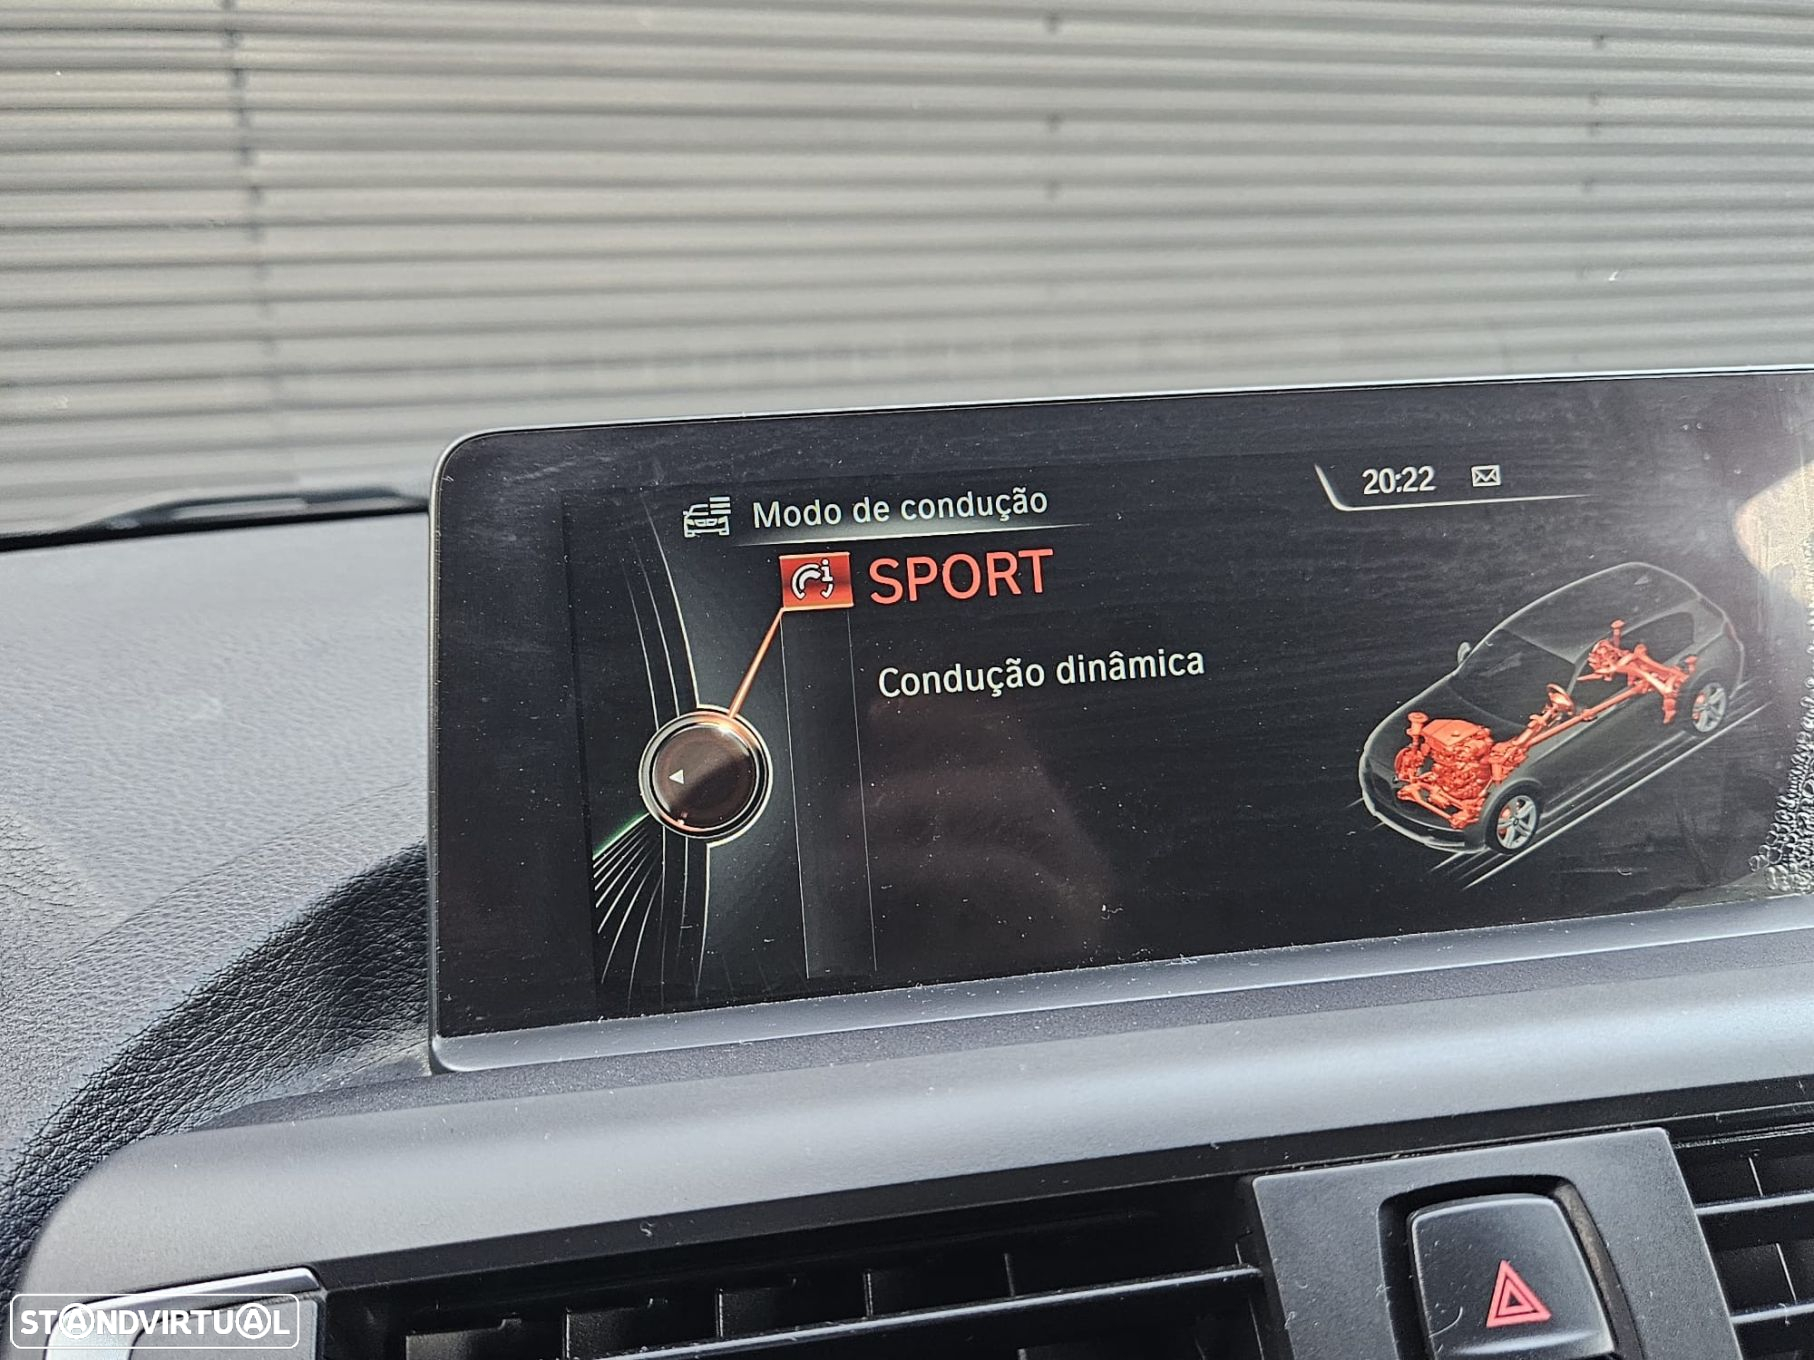 Modo de condução
20:22
SPORT
Condução dinâmica
STANDVIRTUAL